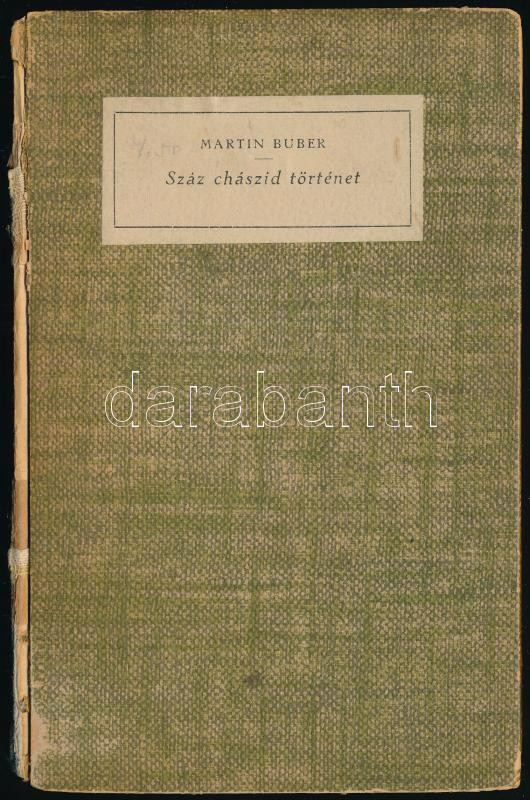 MARTIN BUBER
Száz chászid történet
darabanth